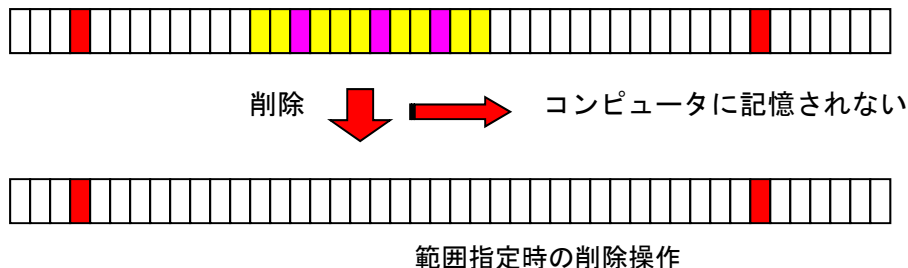 削除
コンピュータに記憶されない
範囲指定時の削除操作